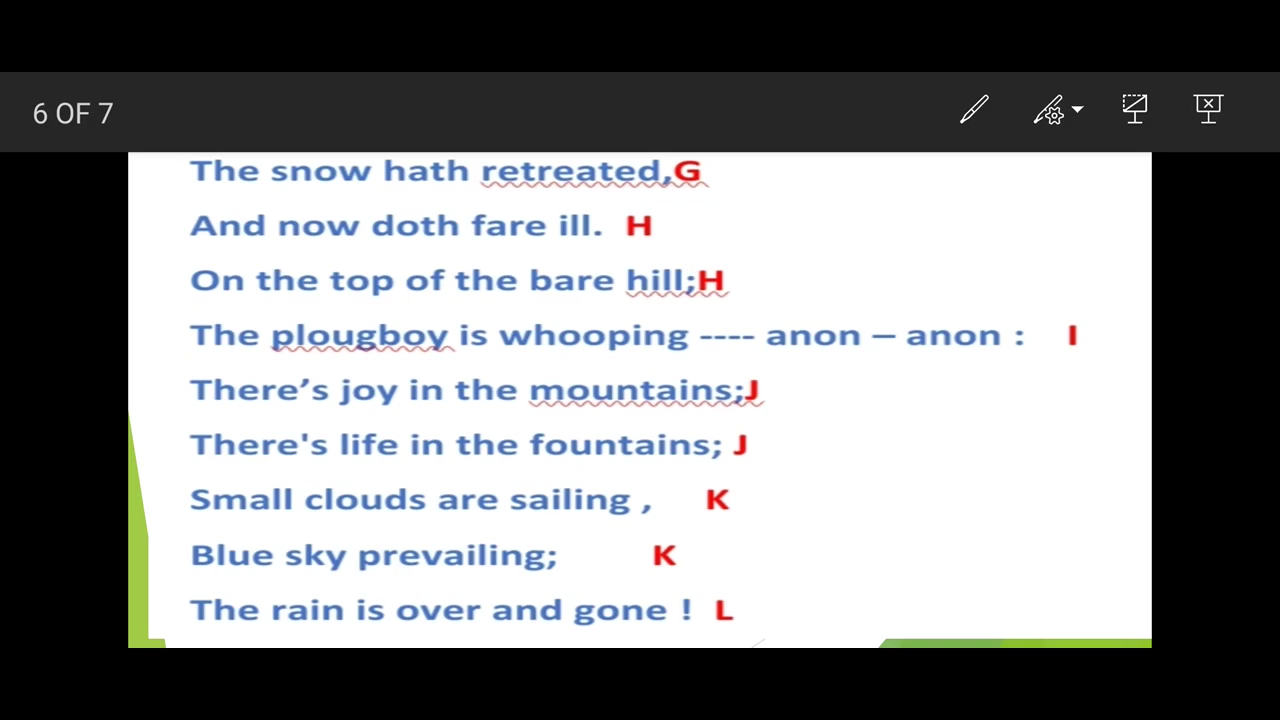 6 OF 7
The snow hath retreated,G
And now doth fare ill. H
On the top of the bare hill;H
The plougboy is whooping ---- anon – anon : I
There’s joy in the mountains;J
There's life in the fountains; J
Small clouds are sailing , K
Blue sky prevailing; K
The rain is over and gone ! L